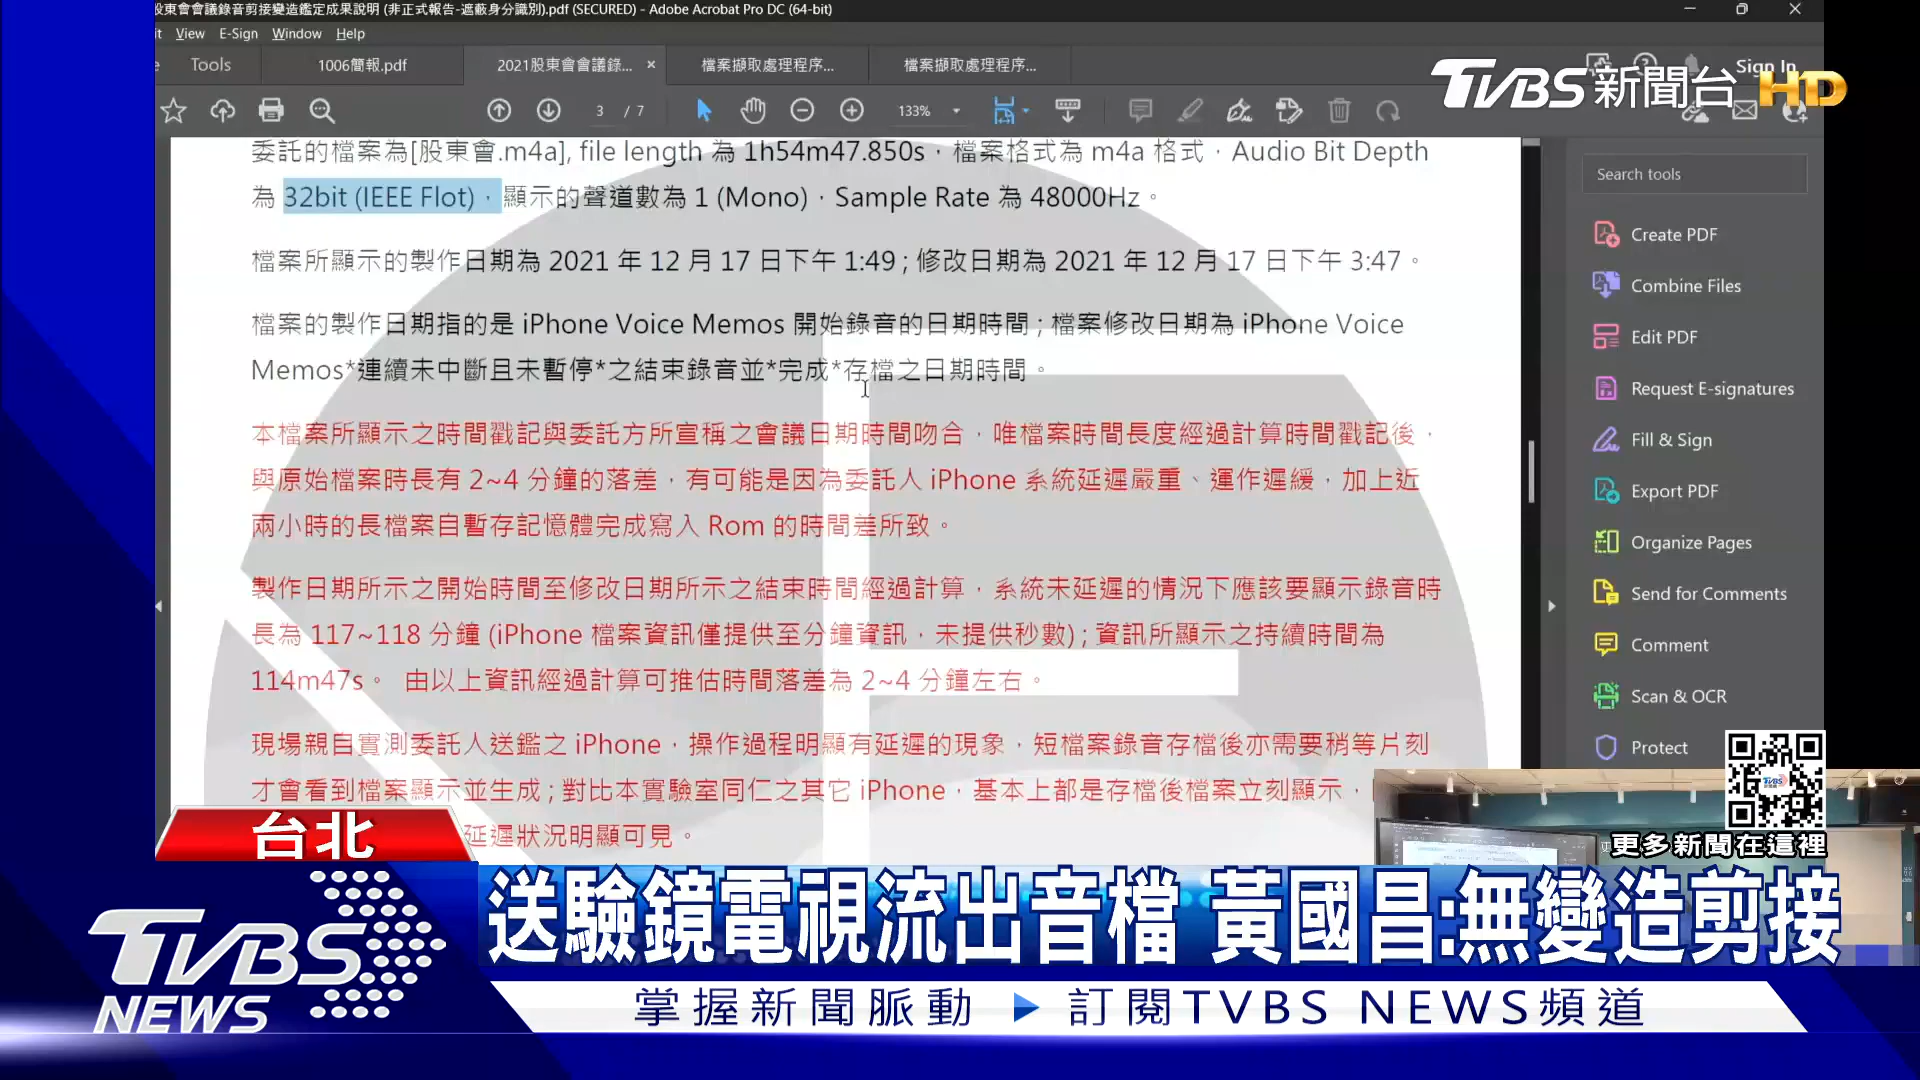 股東會會議錄音剪接變造鑑定成果說明 (非正式報告-遮蔽身分識別).pdf (SECURED) - Adobe Acrobat Pro DC (64-bit)
it View E-Sign Window Help
e Tools 1006簡報.pdf 2021股東會會議錄... × 檔案擷取處理程序... 檔案擷取處理程序... Sign In
TVBS新聞台 HD
3 / 7 133%
委託的檔案為[股東會.m4a], file length 為 1h54m47.850s，檔案格式為 m4a 格式，Audio Bit Depth
為 32bit (IEEE Flot)，顯示的聲道數為 1 (Mono)，Sample Rate 為 48000Hz。
檔案所顯示的製作日期為 2021 年 12 月 17 日下午 1:49 ; 修改日期為 2021 年 12 月 17 日下午 3:47 。
檔案的製作日期指的是 iPhone Voice Memos 開始錄音的日期時間 ; 檔案修改日期為 iPhone Voice
Memos*連續未中斷且未暫停*之結束錄音並*完成*存檔之日期時間。
本檔案所顯示之時間戳記與委託方所宣稱之會議日期時間吻合，唯檔案時間長度經過計算時間戳記後，
與原始檔案時長有 2~4 分鐘的落差，有可能是因為委託人 iPhone 系統延遲嚴重、運作遲緩，加上近
兩小時的長檔案自暫存記憶體完成寫入 Rom 的時間差所致。
製作日期所示之開始時間至修改日期所示之結束時間經過計算，系統未延遲的情況下應該要顯示錄音時
長為 117~118 分鐘 (iPhone 檔案資訊僅提供至分鐘資訊，未提供秒數) ; 資訊所顯示之持續時間為
114m47s。 由以上資訊經過計算可推估時間落差為 2~4 分鐘左右。
現場親自實測委託人送鑑之 iPhone，操作過程明顯有延遲的現象，短檔案錄音存檔後亦需要稍等片刻
才會看到檔案顯示並生成 ; 對比本實驗室同仁之其它 iPhone，基本上都是存檔後檔案立刻顯示，
延遲狀況明顯可見。
Search tools
Create PDF
Combine Files
Edit PDF
Request E-signatures
Fill & Sign
Export PDF
Organize Pages
Send for Comments
Comment
Scan & OCR
Protect
TVBS
更多新聞在這裡
台北
送驗鏡電視流出音檔 黃國昌:無變造剪接
TVBS
NEWS
掌握新聞脈動 ▶ 訂閱TVBS NEWS頻道